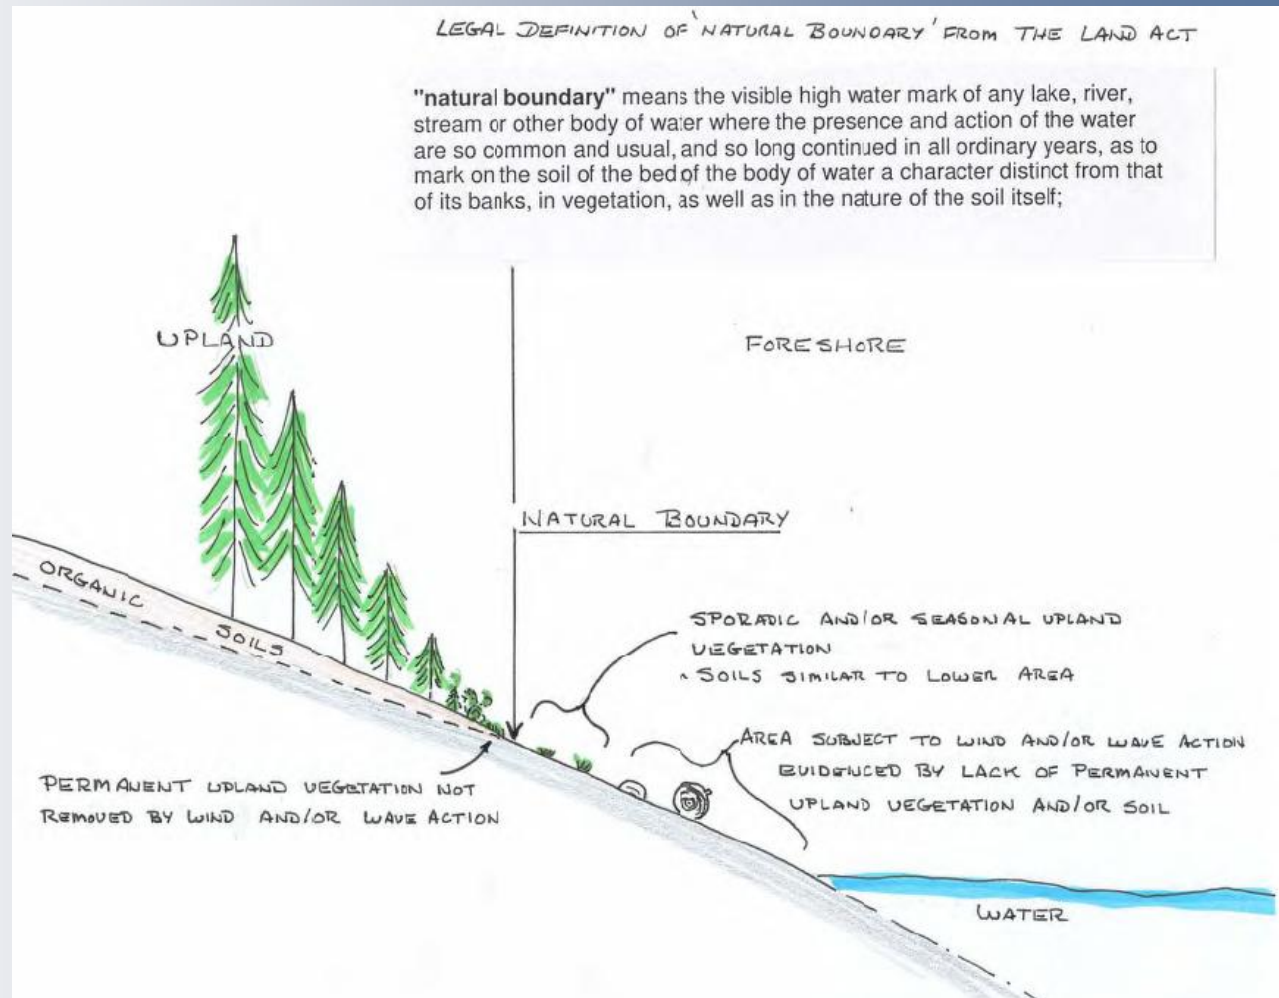 LEGAL DEFINITION OF 'NATURAL BOUNDARY' FROM THE LAND ACT
"natural boundary" means the visible high water mark of any lake, river,
stream or other body of water where the presence and action of the water
are so common and usual, and so long continued in all ordinary years, as to
mark on the soil of the bed of the body of water a character distinct from that
of its banks, in vegetation, as well as in the nature of the soil itself;
UPLAND
FORESHORE
NATURAL BOUNDARY
ORGANIC
SOILS
SPORADIC AND/OR SEASONAL UPLAND
VEGETATION
SOILS SIMILAR TO LOWER AREA
AREA SUBJECT TO WIND AND/OR WAVE ACTION
EVIDENCED BY LACK OF PERMANENT
UPLAND VEGETATION AND/OR SOIL
PERMANENT UPLAND VEGETATION NOT
REMOVED BY WIND AND/OR WAVE ACTION
WATER